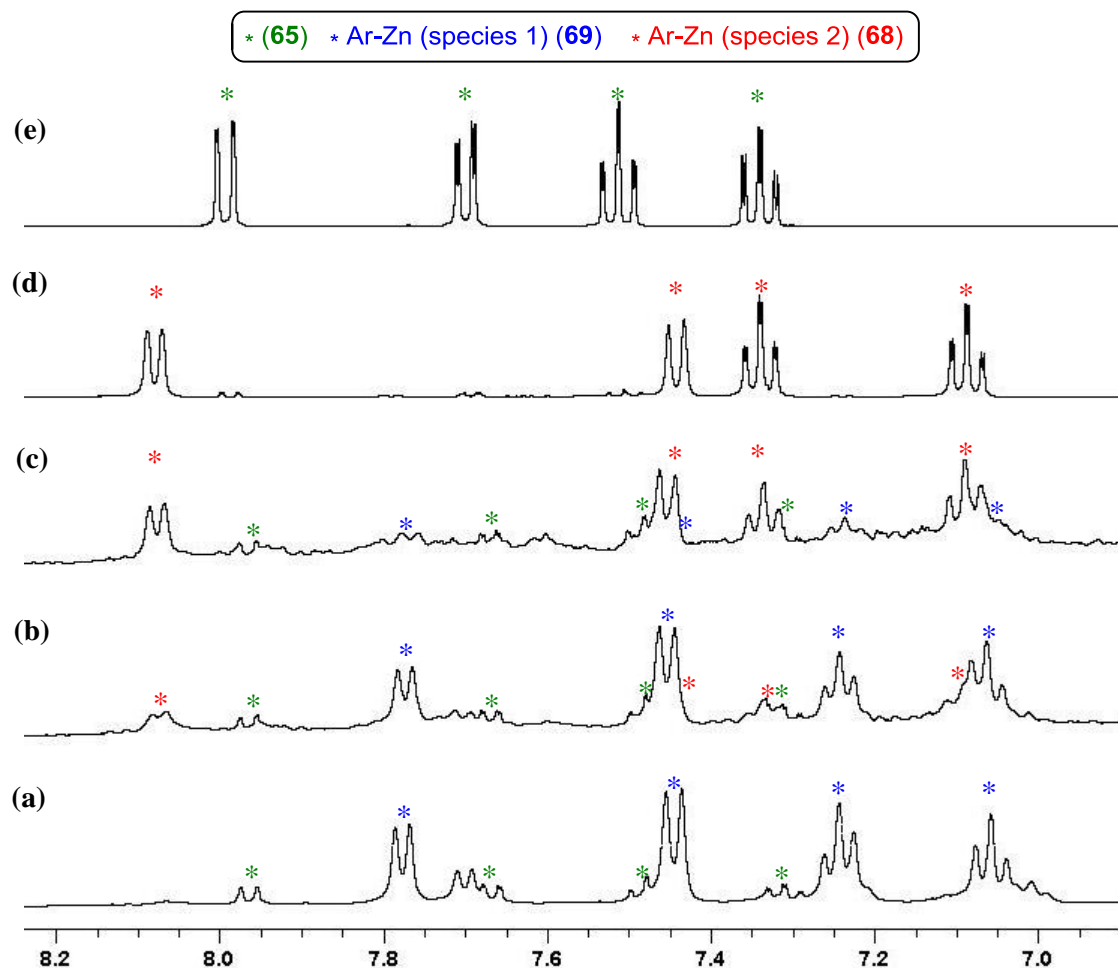 * (65) * Ar-Zn (species 1) (69) * Ar-Zn (species 2) (68)
(e)
* * * *
(d)
* * * *
(c)
* * * * * * * * * * * *
(b)
* * * * * * * * * * * *
(a)
* * * * * * * *
8.2 8.0 7.8 7.6 7.4 7.2 7.0